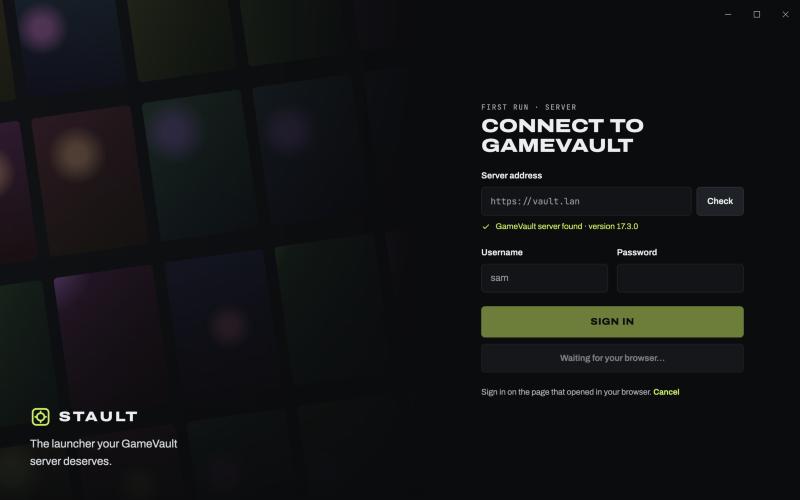 FIRST RUN · SERVER
CONNECT TO
GAMEVAULT
Server address
https://vault.lan
Check
GameVault server found · version 17.3.0
Username
Password
sam
SIGN IN
Waiting for your browser...
Sign in on the page that opened in your browser. Cancel
STAULT
The launcher your GameVault
server deserves.